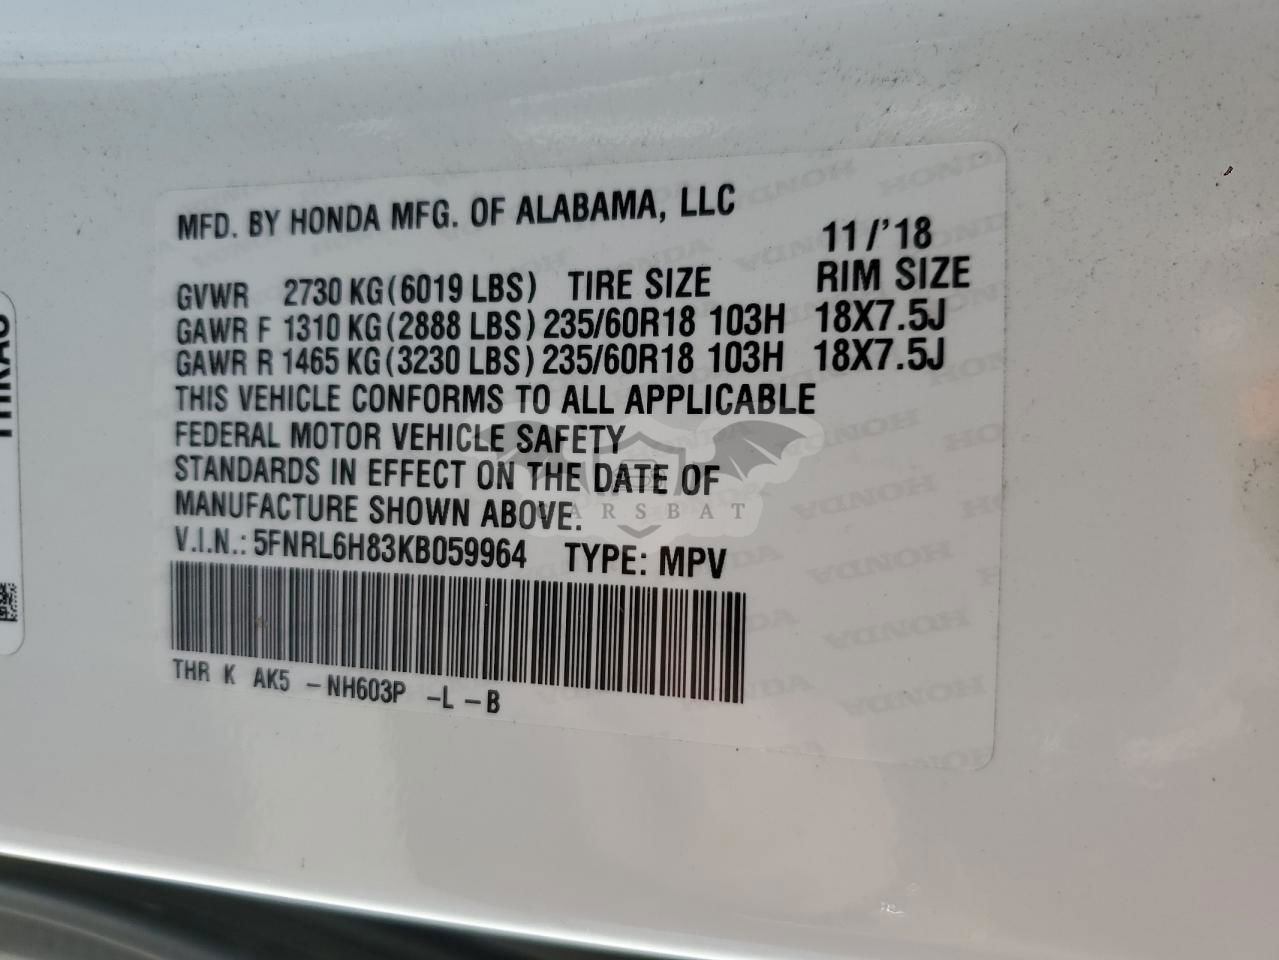 MFD. BY HONDA MFG. OF ALABAMA, LLC
11/'18
GVWR 2730 KG(6019 LBS) TIRE SIZE RIM SIZE
GAWR F 1310 KG(2888 LBS) 235/60R18 103H 18X7.5J
GAWR R 1465 KG(3230 LBS) 235/60R18 103H 18X7.5J
THIS VEHICLE CONFORMS TO ALL APPLICABLE
FEDERAL MOTOR VEHICLE SAFETY
STANDARDS IN EFFECT ON THE DATE OF
MANUFACTURE SHOWN ABOVE.
V.I.N.: 5FNRL6H83KB059964 TYPE: MPV
THR K AK5 -NH603P -L -B
CARSBAT